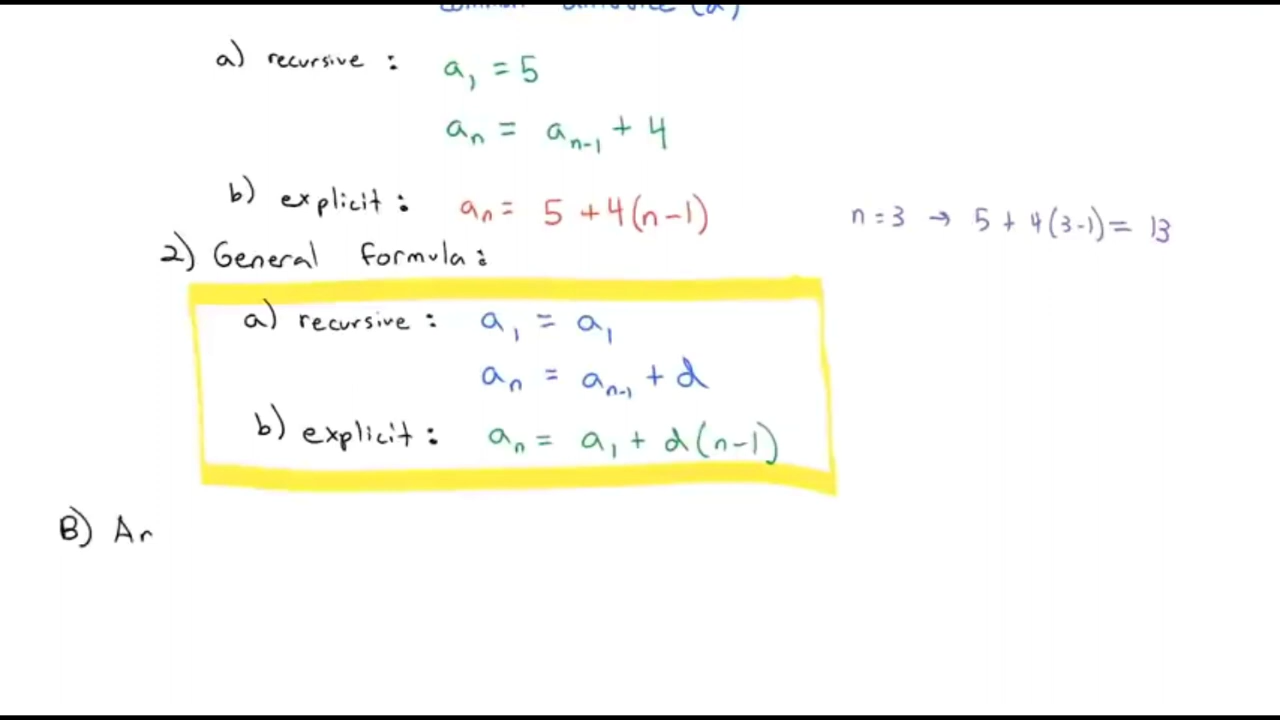 a) recursive : a₁ = 5
aₙ = aₙ₋₁ + 4
b) explicit : aₙ = 5 + 4(n-1) n = 3 → 5 + 4(3-1) = 13
2) General formula :
a) recursive : a₁ = a₁
aₙ = aₙ₋₁ + d
b) explicit : aₙ = a₁ + d(n-1)
B) Ar